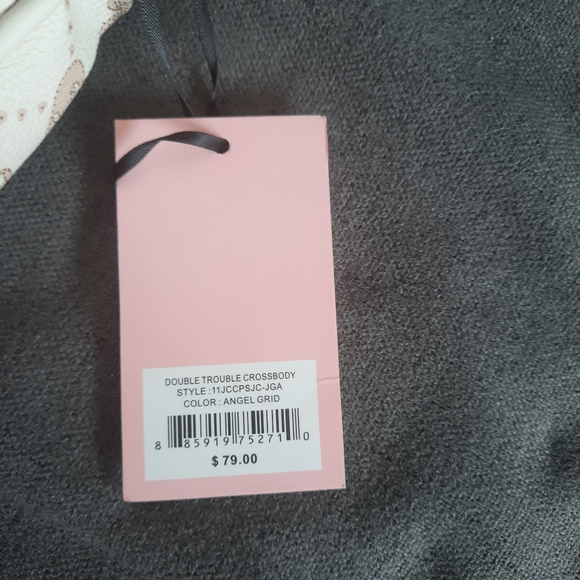 DOUBLE TROUBLE CROSSBODY
STYLE :11JCCPSJC-JGA
COLOR : ANGEL GRID
8 85919 75271 0
$ 79.00